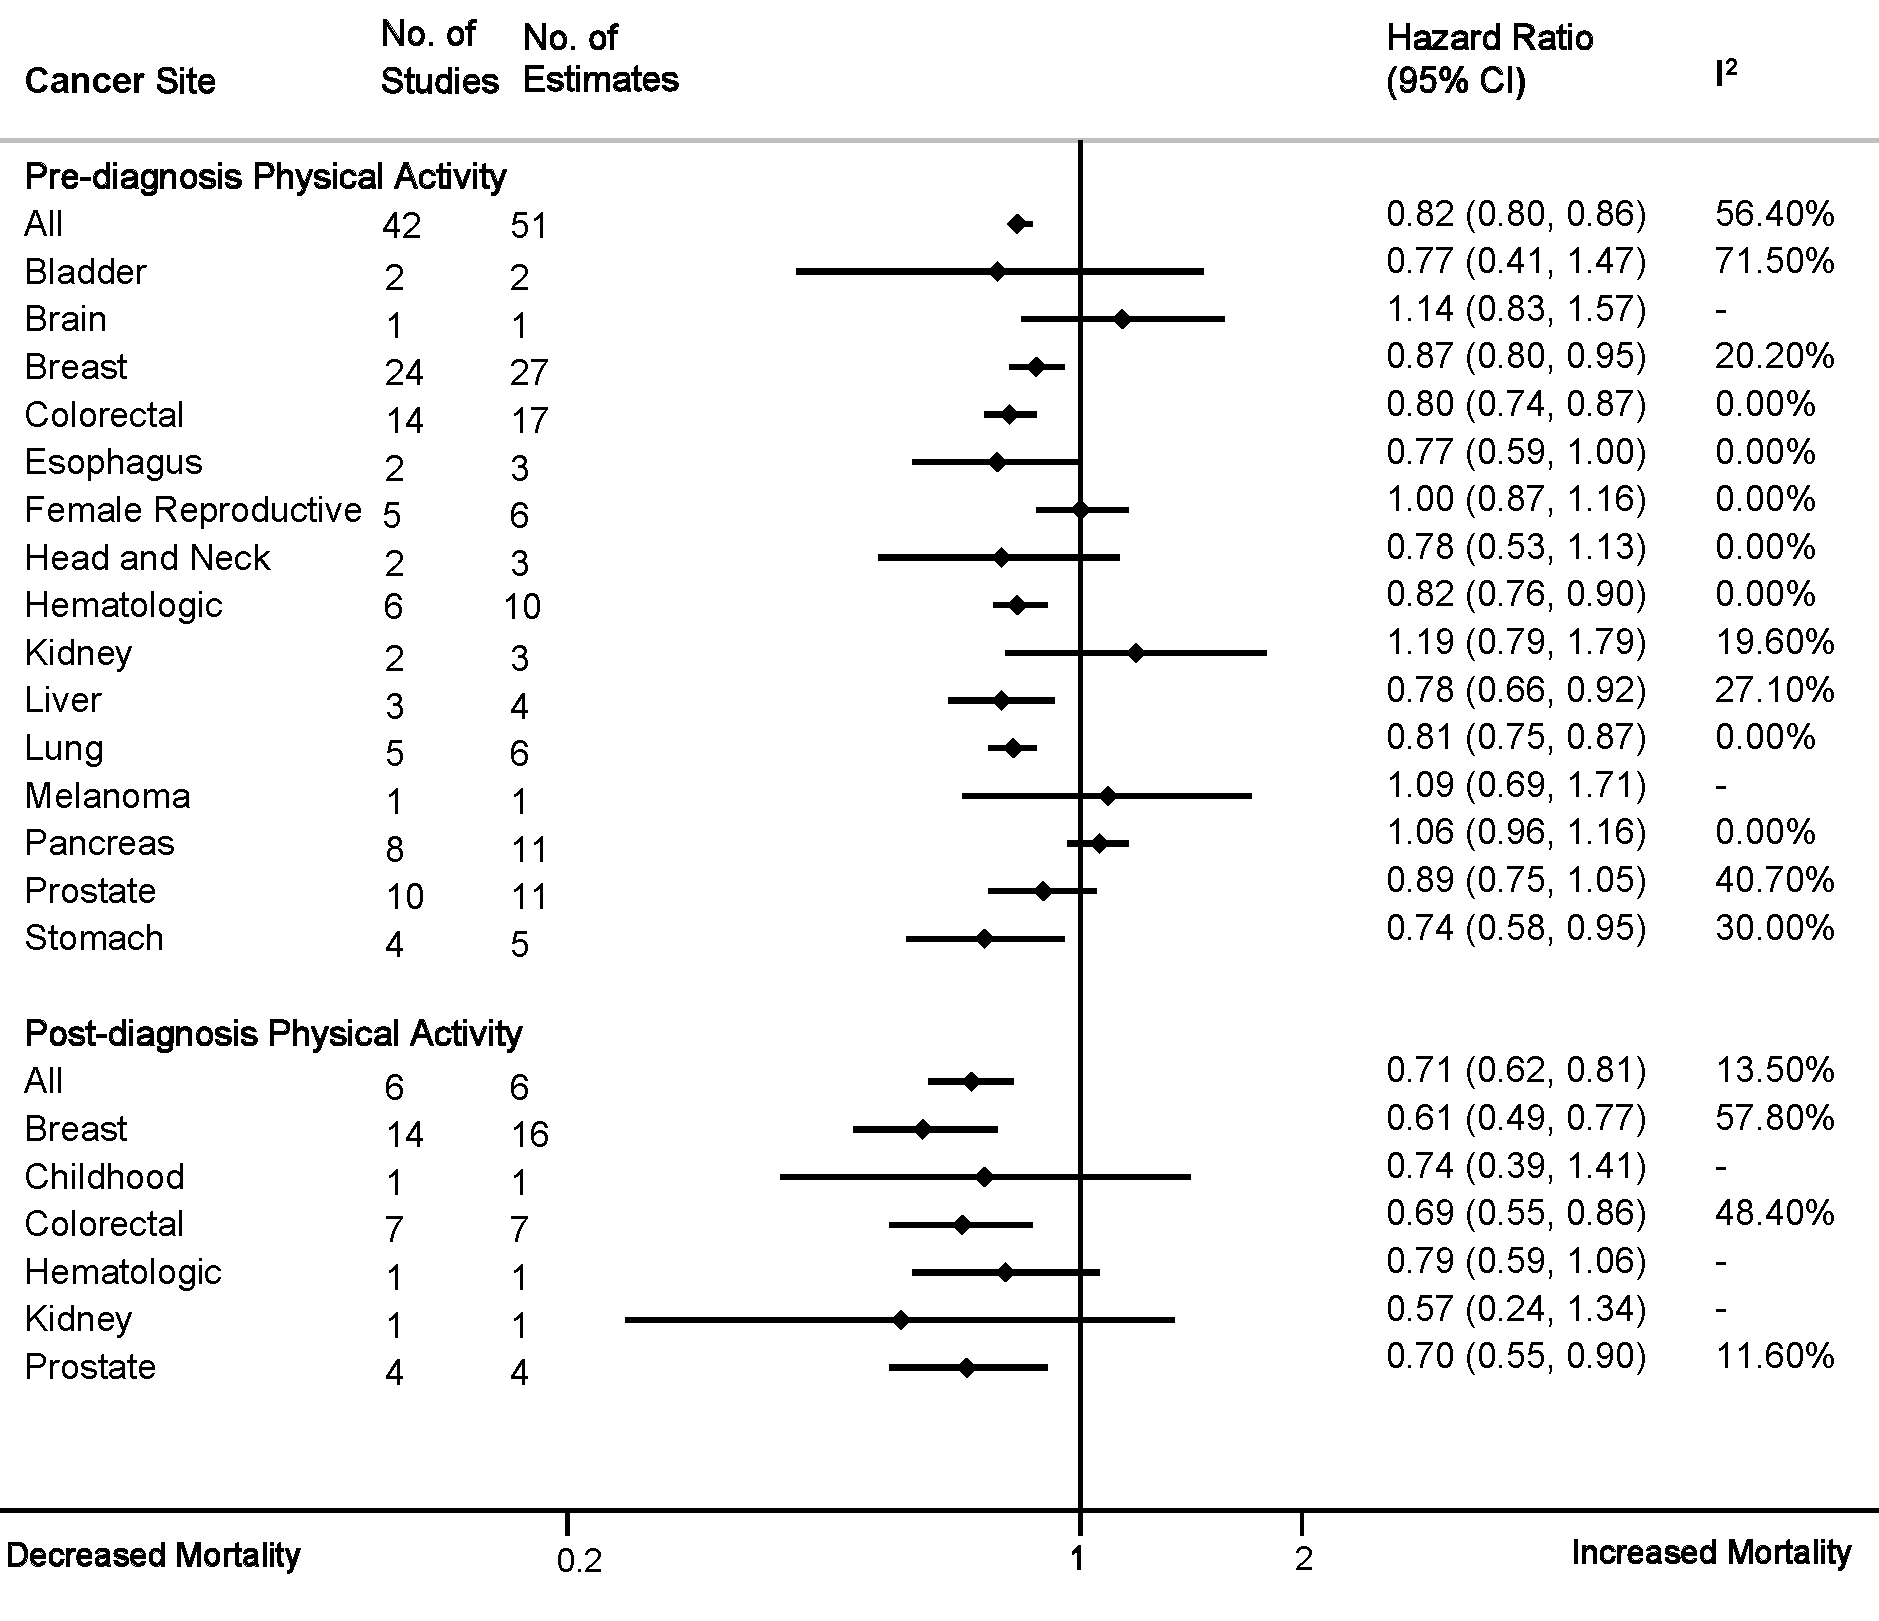 Cancer Site No. of Studies No. of Estimates Hazard Ratio (95% CI) I²
Pre-diagnosis Physical Activity
All 42 51 0.82 (0.80, 0.86) 56.40%
Bladder 2 2 0.77 (0.41, 1.47) 71.50%
Brain 1 1 1.14 (0.83, 1.57) -
Breast 24 27 0.87 (0.80, 0.95) 20.20%
Colorectal 14 17 0.80 (0.74, 0.87) 0.00%
Esophagus 2 3 0.77 (0.59, 1.00) 0.00%
Female Reproductive 5 6 1.00 (0.87, 1.16) 0.00%
Head and Neck 2 3 0.78 (0.53, 1.13) 0.00%
Hematologic 6 10 0.82 (0.76, 0.90) 0.00%
Kidney 2 3 1.19 (0.79, 1.79) 19.60%
Liver 3 4 0.78 (0.66, 0.92) 27.10%
Lung 5 6 0.81 (0.75, 0.87) 0.00%
Melanoma 1 1 1.09 (0.69, 1.71) -
Pancreas 8 11 1.06 (0.96, 1.16) 0.00%
Prostate 10 11 0.89 (0.75, 1.05) 40.70%
Stomach 4 5 0.74 (0.58, 0.95) 30.00%
Post-diagnosis Physical Activity
All 6 6 0.71 (0.62, 0.81) 13.50%
Breast 14 16 0.61 (0.49, 0.77) 57.80%
Childhood 1 1 0.74 (0.39, 1.41) -
Colorectal 7 7 0.69 (0.55, 0.86) 48.40%
Hematologic 1 1 0.79 (0.59, 1.06) -
Kidney 1 1 0.57 (0.24, 1.34) -
Prostate 4 4 0.70 (0.55, 0.90) 11.60%
Decreased Mortality 0.2 1 2 Increased Mortality